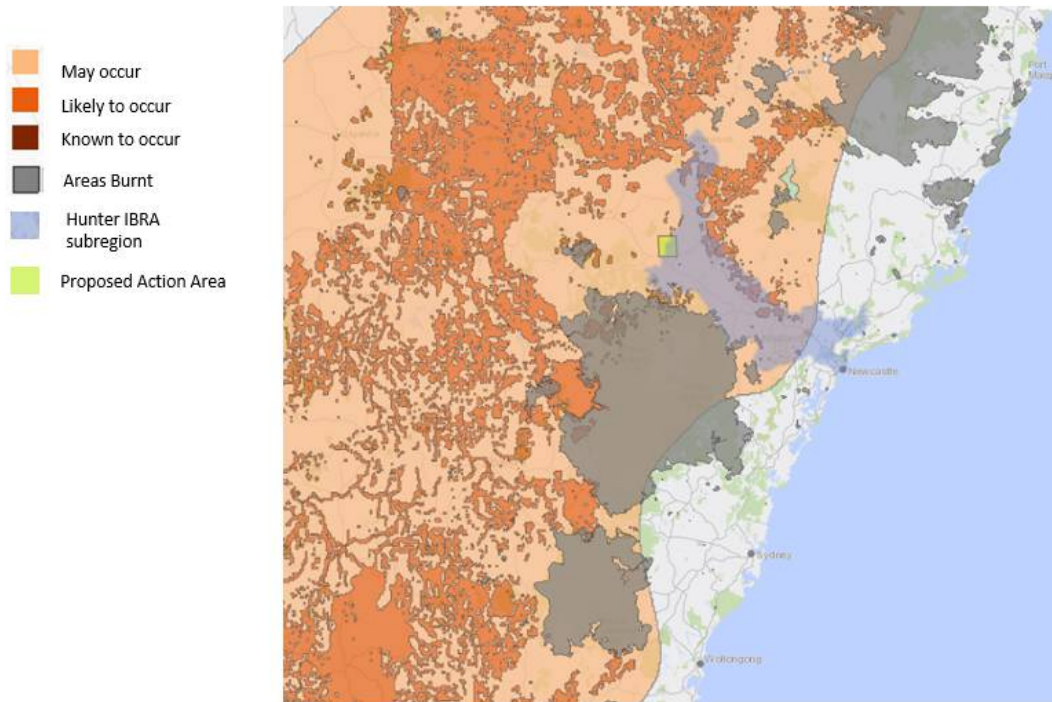 May occur
Likely to occur
Known to occur
Areas Burnt
Hunter IBRA
subregion
Proposed Action Area
Port
Newcastle
Sydney
Wollongong